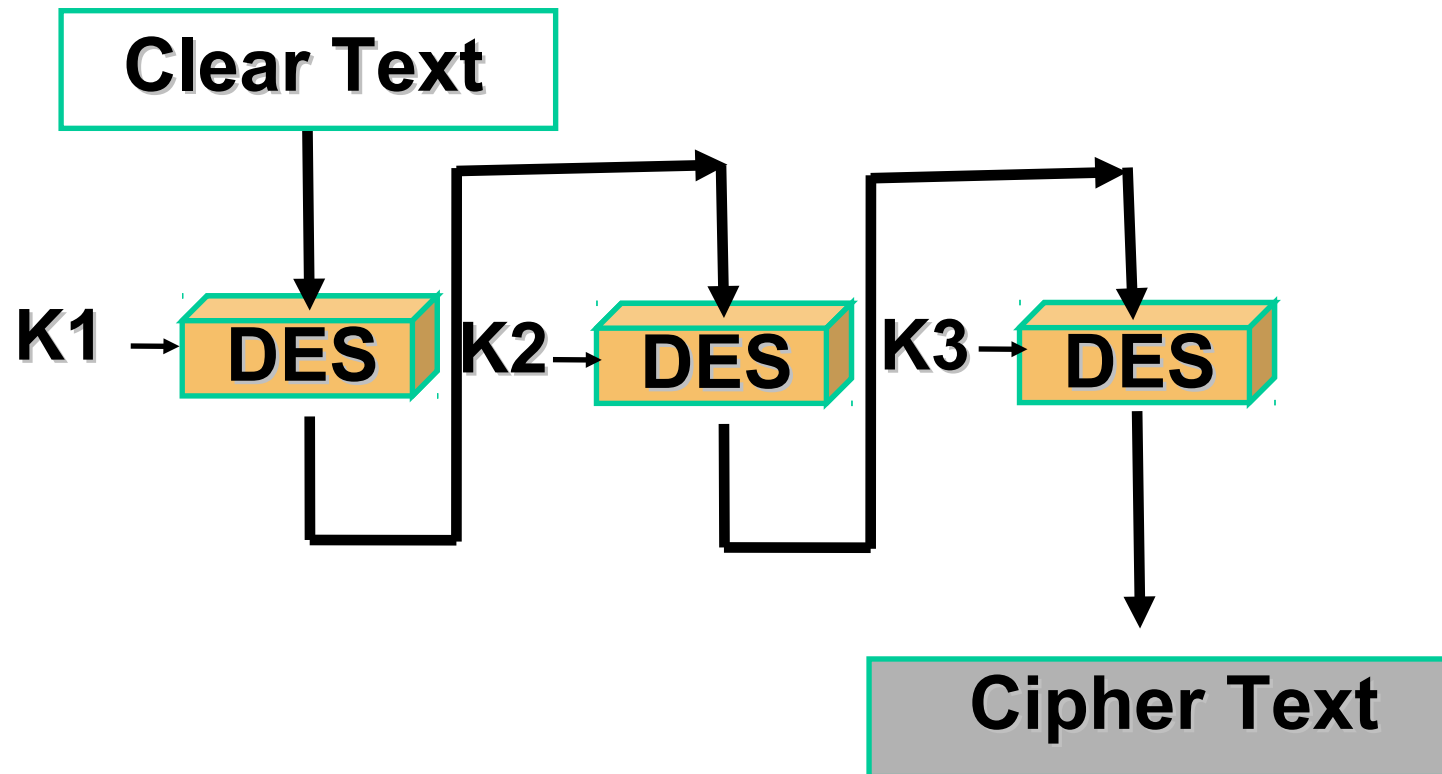 Clear Text
K1
DES
K2
DES
K3
DES
Cipher Text